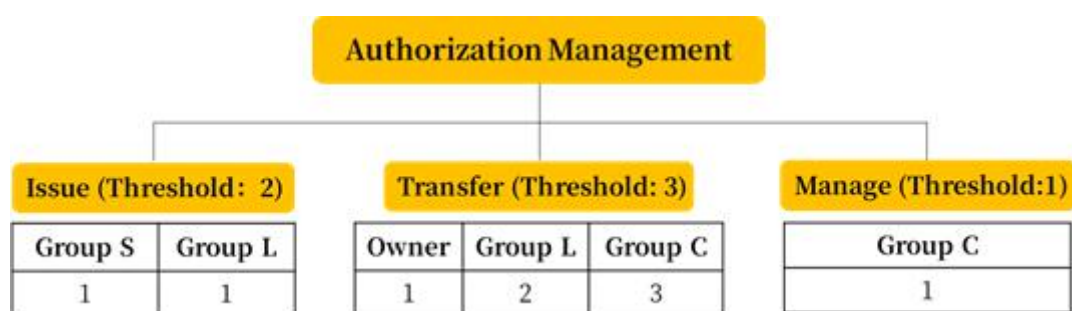 Authorization Management
Issue (Threshold: 2) Transfer (Threshold: 3) Manage (Threshold:1)
Group S Group L Owner Group L Group C Group C
1 1 1 2 3 1